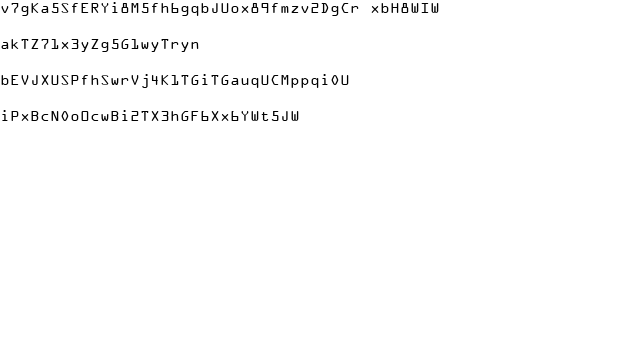 v7gKa5SfERYi8M5fh6gqbJUox89fmzv2DgCr xbH8WIW
akTZ71x3yZg5G1wyTryn
bEVJXUSPfhSwrVj4K1TGiTGauqUCMppqi0U
iPxBcN0oOcwBi2TX3hGF6Xx6YWt5JW